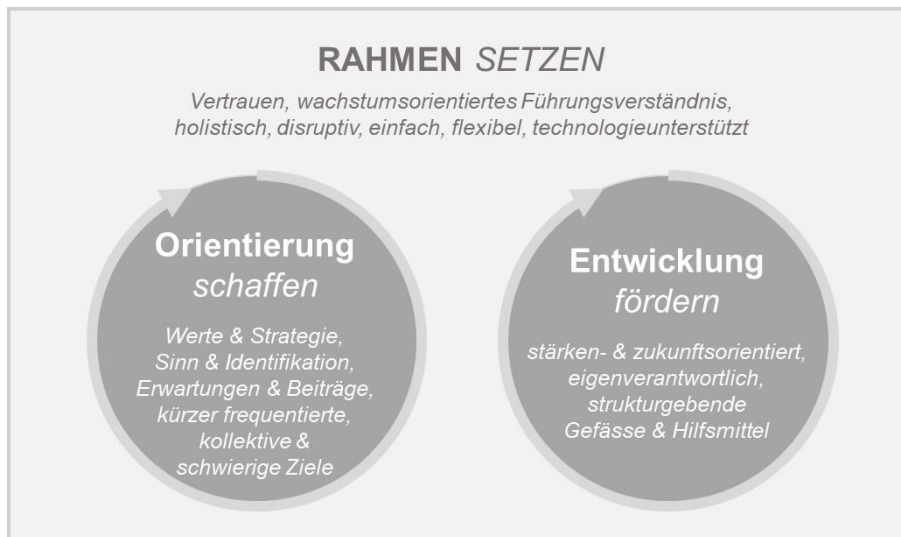 RAHMEN SETZEN
Vertrauen, wachstumsorientiertes Führungsverständnis,
holistisch, disruptiv, einfach, flexibel, technologieunterstützt
Orientierung
schaffen
Werte & Strategie,
Sinn & Identifikation,
Erwartungen & Beiträge,
kürzer frequentierte,
kollektive &
schwierige Ziele
Entwicklung
fördern
stärken- & zukunftsorientiert,
eigenverantwortlich,
strukturgebende
Gefässe & Hilfsmittel